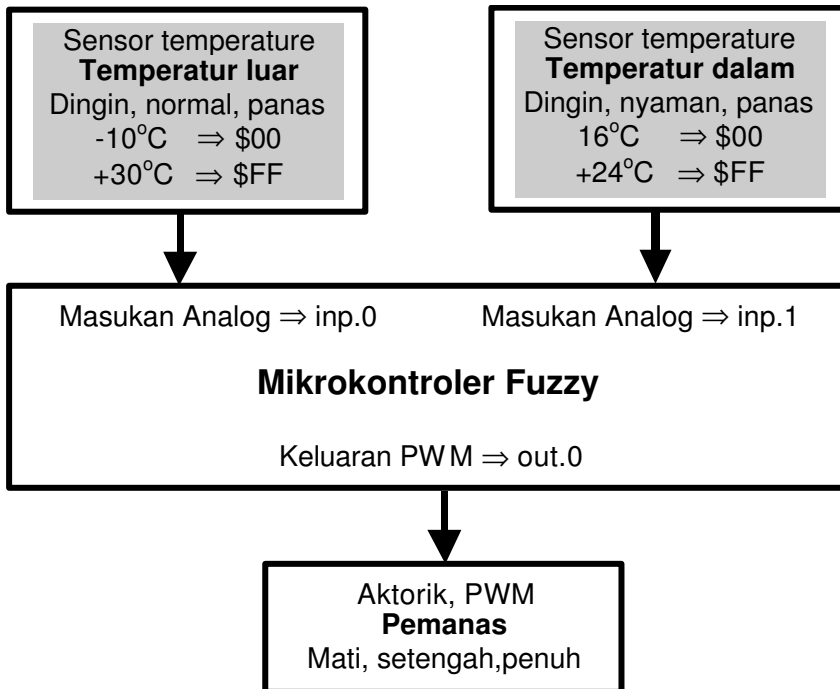 Sensor temperature
Temperatur luar
Dingin, normal, panas
-10°C ⇒ $00
+30°C ⇒ $FF
Sensor temperature
Temperatur dalam
Dingin, nyaman, panas
16°C ⇒ $00
+24°C ⇒ $FF
Masukan Analog ⇒ inp.0
Masukan Analog ⇒ inp.1
Mikrokontroler Fuzzy
Keluaran PWM ⇒ out.0
Aktorik, PWM
Pemanas
Mati, setengah,penuh